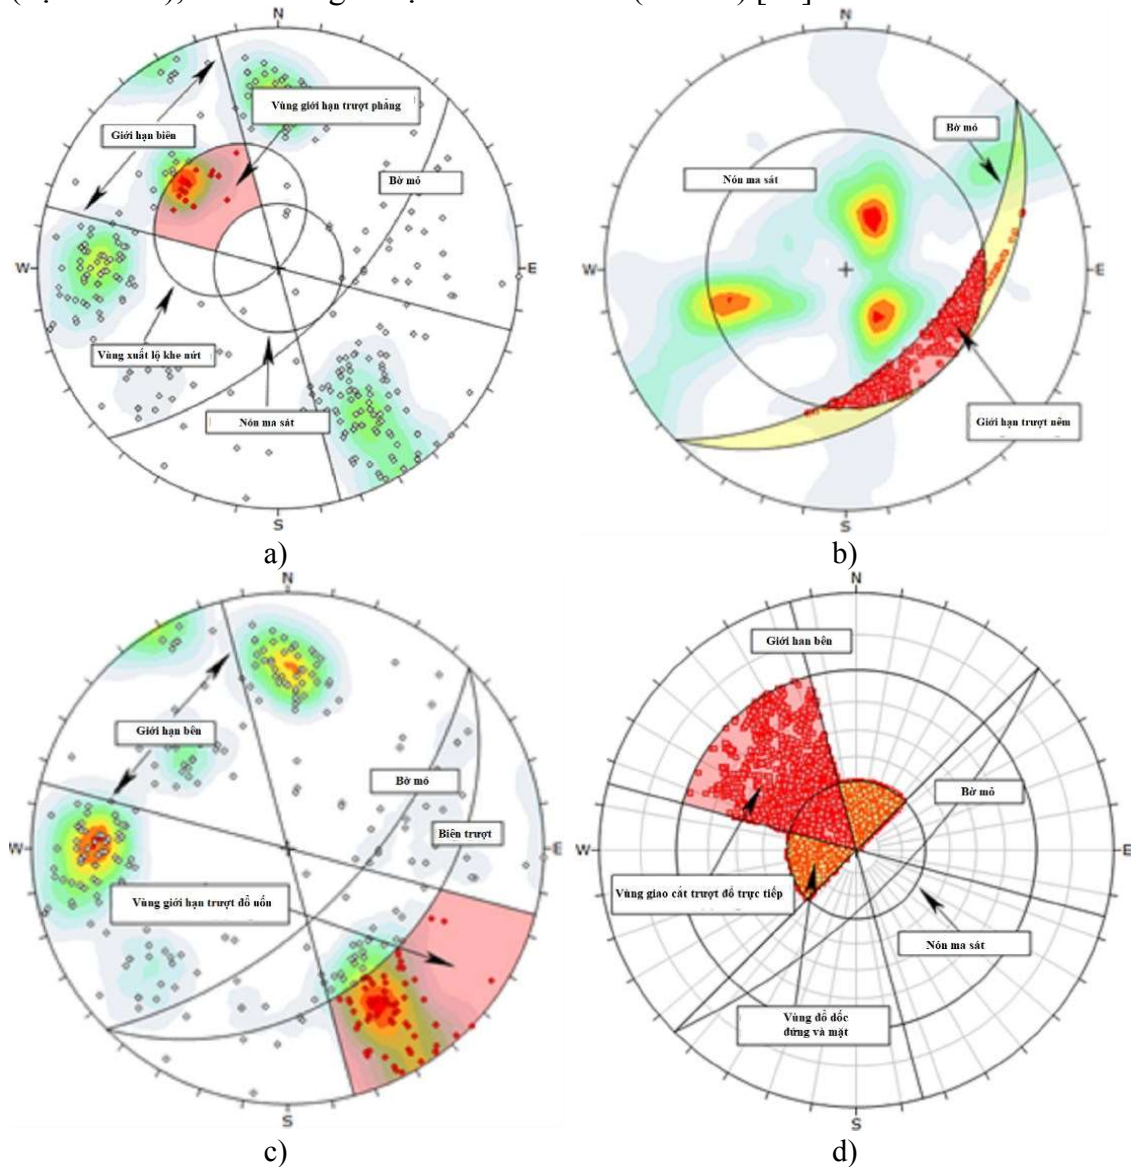 N
Vùng giới hạn trượt phẳng
Giới hạn biên
Bờ mỏ
W
E
Vùng xuất lộ khe nứt
Nón ma sát
S
a)
N
Bờ mỏ
Nón ma sát
W
E
Giới hạn trượt nêm
S
b)
N
Giới hạn bên
Bờ mỏ
Biên trượt
W
E
Vùng giới hạn trượt đổ uốn
S
c)
N
Giới han bên
Bờ mỏ
W
E
Vùng giao cắt trượt đổ trực tiếp
Nón ma sát
Vùng đổ dốc
đứng và mặt
S
d)